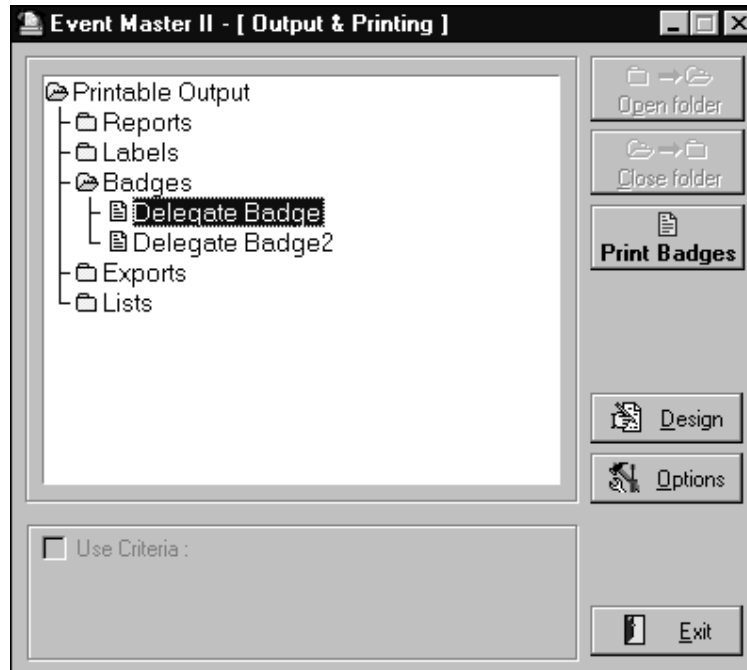 Event Master II - [ Output & Printing ]
Printable Output
Reports
Labels
Badges
Delegate Badge
Delegate Badge2
Exports
Lists
Open folder
Close folder
Print Badges
Design
Options
Use Criteria :
Exit